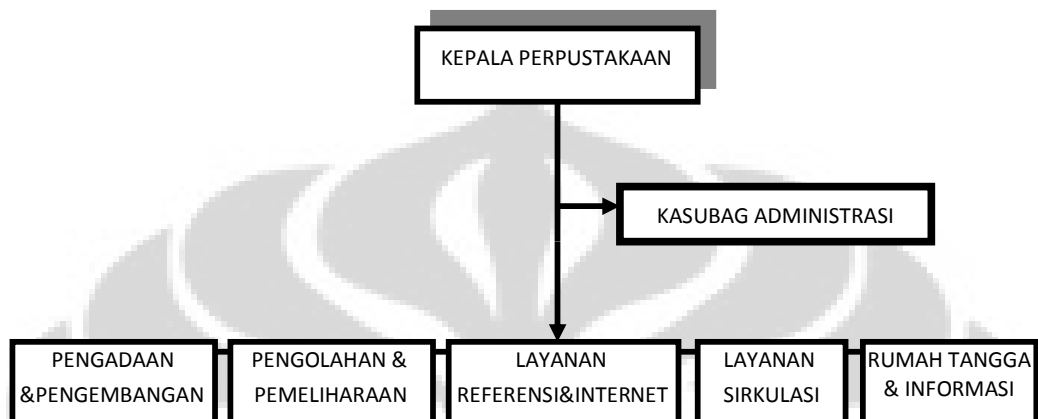 KEPALA PERPUSTAKAAN
KASUBAG ADMINISTRASI
PENGADAAN
&PENGEMBANGAN
PENGOLAHAN &
PEMELIHARAAN
LAYANAN
REFERENSI&INTERNET
LAYANAN
SIRKULASI
RUMAH TANGGA
& INFORMASI